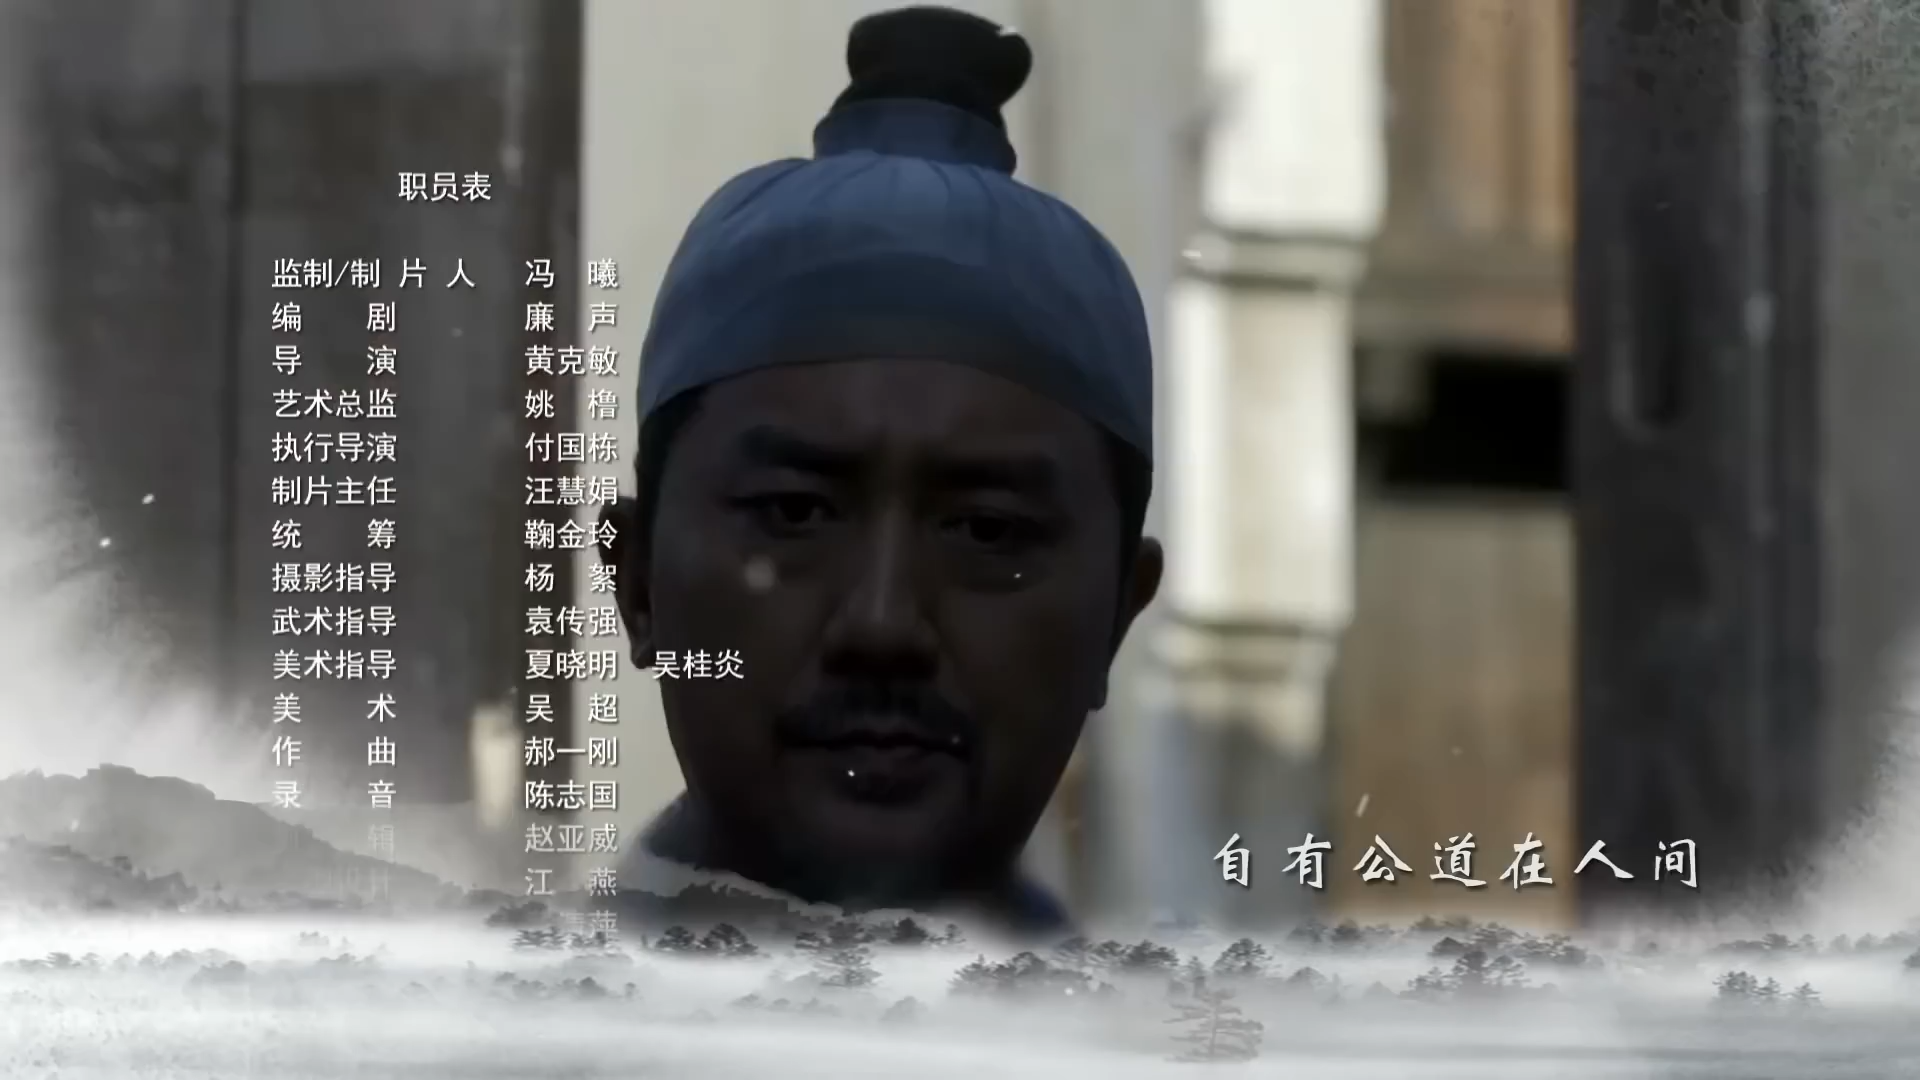 职员表
监制/制片人 冯曦
编剧 廉声
导演 黄克敏
艺术总监 姚橹
执行导演 付国栋
制片主任 汪慧娟
统筹 鞠金玲
摄影指导 杨絮
武术指导 袁传强
美术指导 夏晓明 吴桂炎
美术 吴超
作曲 郝一刚
录音 陈志国
辑 赵亚威
江燕
萍
自有公道在人间